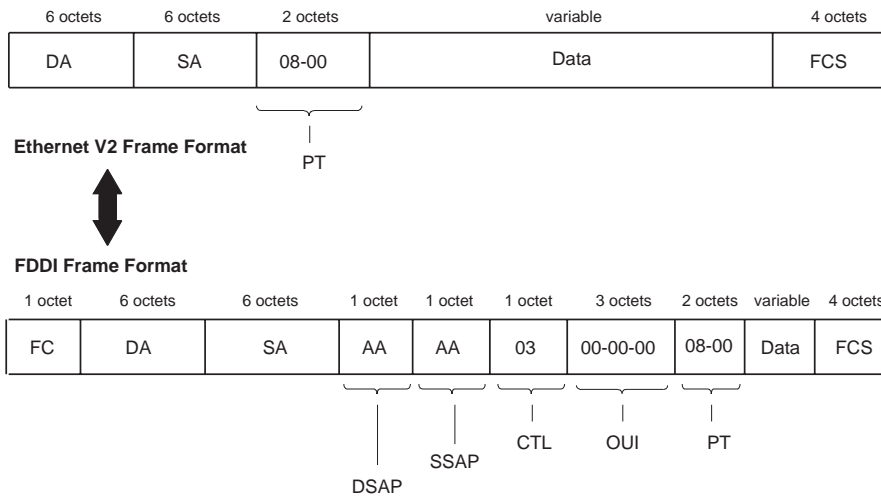 6 octets 6 octets 2 octets variable 4 octets
DA SA 08-00 Data FCS
PT
Ethernet V2 Frame Format
FDDI Frame Format
1 octet 6 octets 6 octets 1 octet 1 octet 1 octet 3 octets 2 octets variable 4 octets
FC DA SA AA AA 03 00-00-00 08-00 Data FCS
CTL OUI PT
SSAP
DSAP